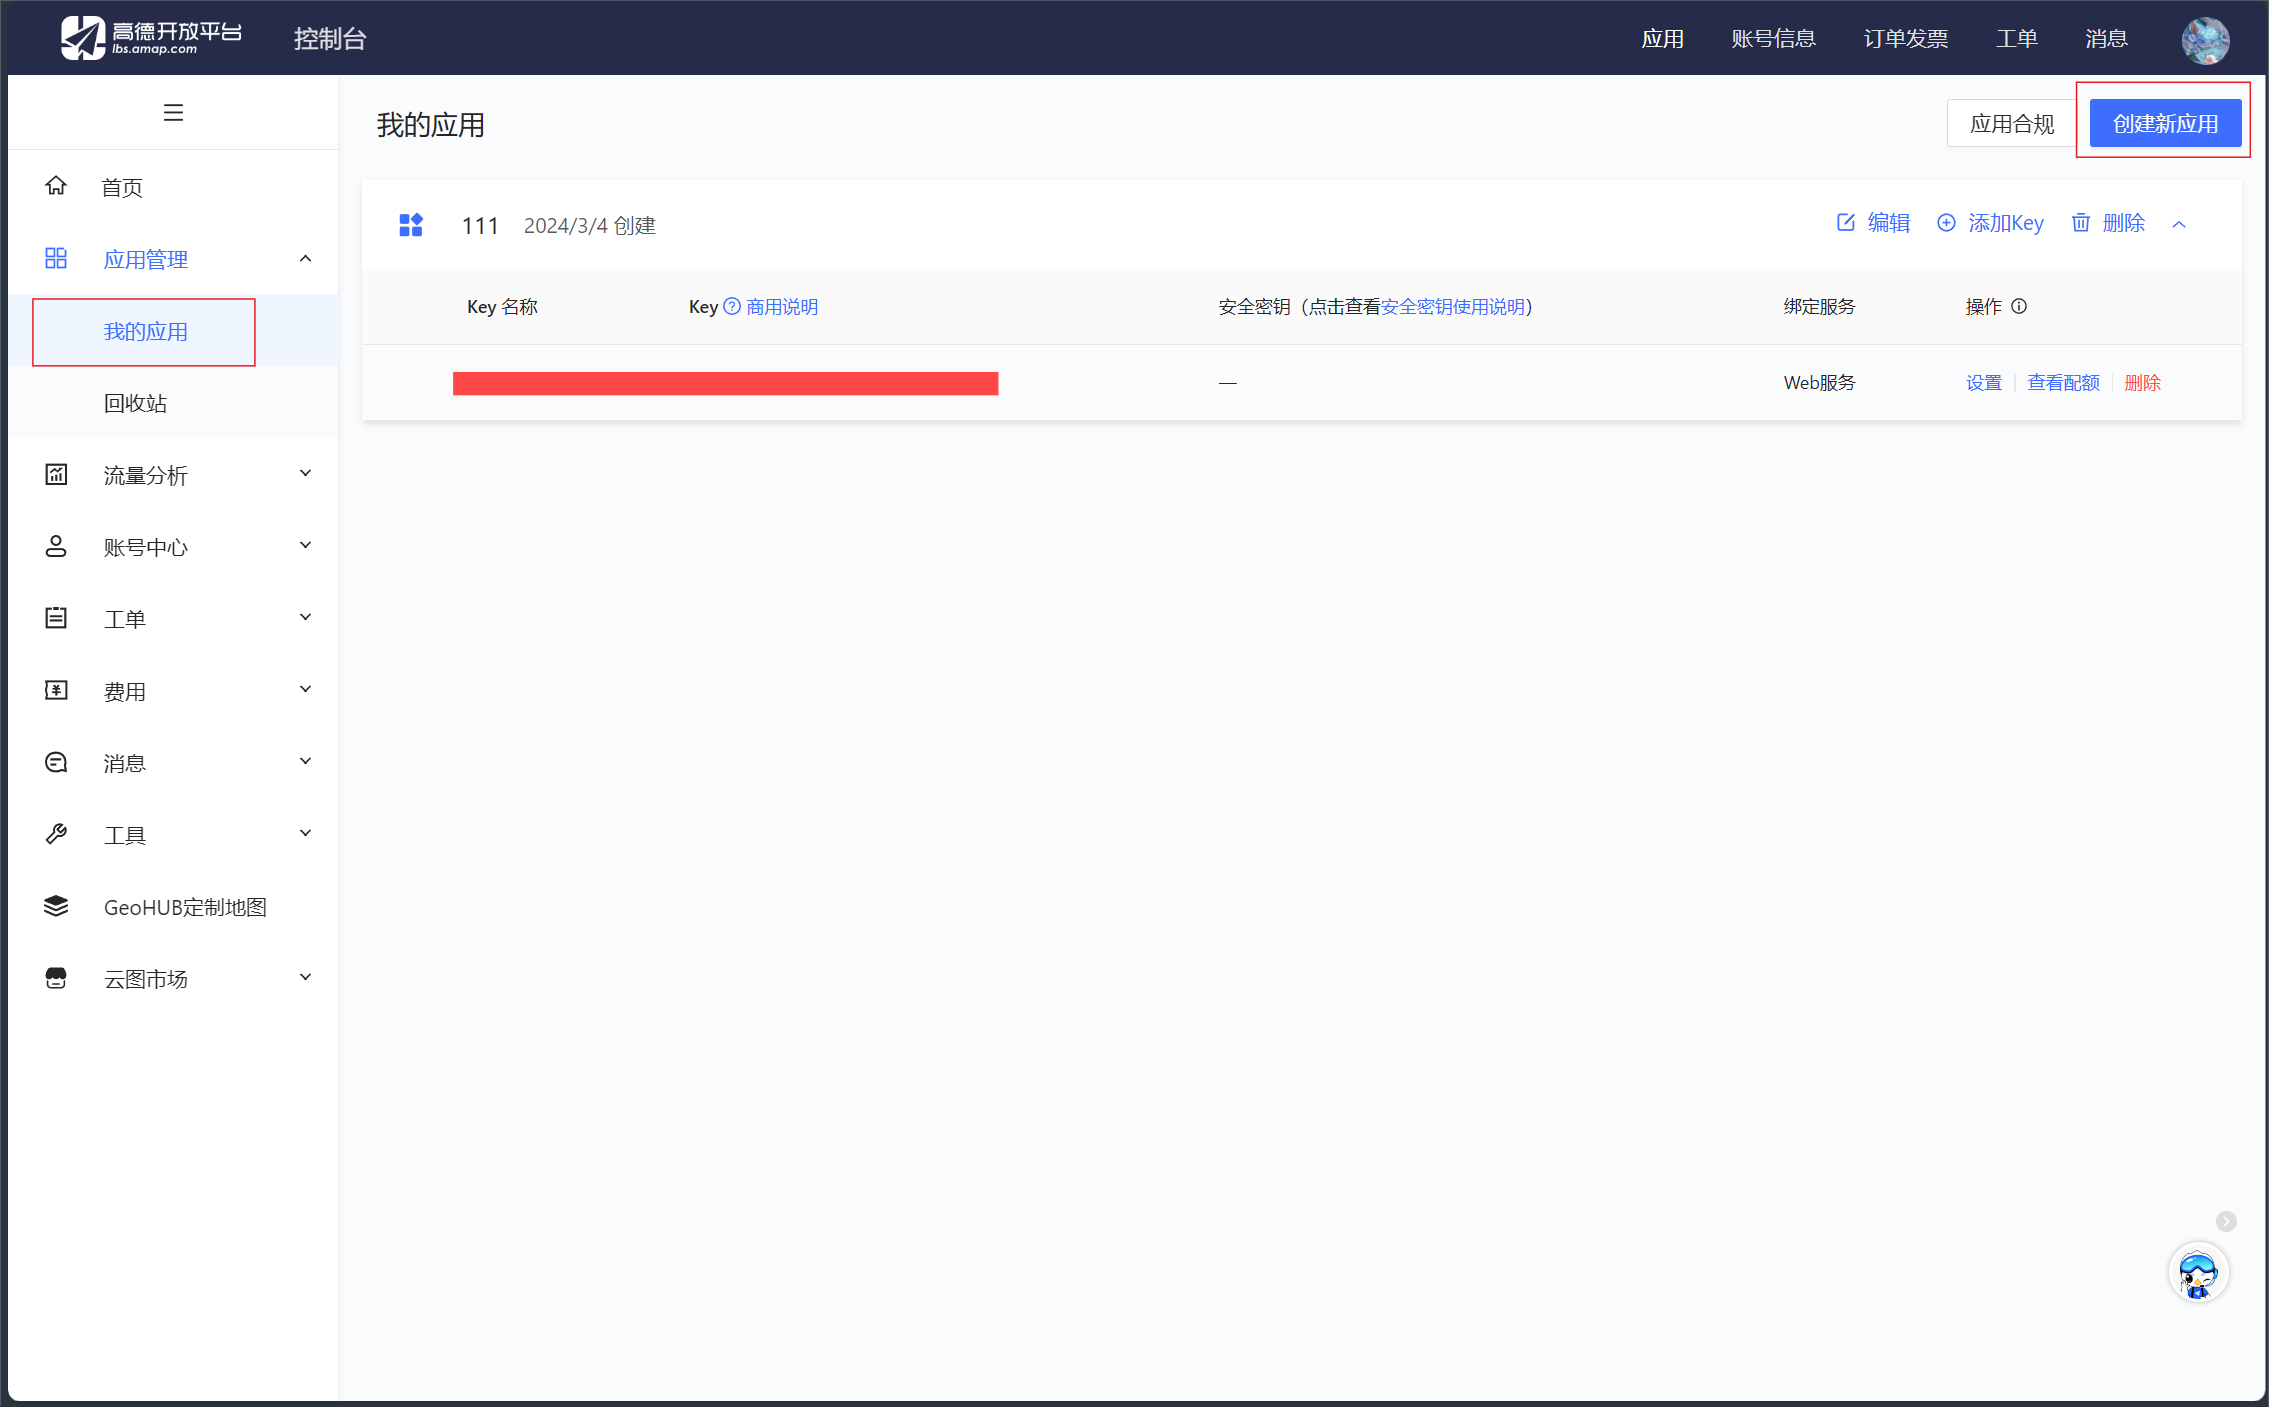 高德开放平台
lbs.amap.com
控制台
应用
账号信息
订单发票
工单
消息
首页
应用管理
我的应用
回收站
流量分析
账号中心
工单
费用
消息
工具
GeoHUB定制地图
云图市场
我的应用
应用合规
创建新应用
111 2024/3/4 创建
编辑 添加Key 删除
Key 名称 Key 商用说明 安全密钥（点击查看安全密钥使用说明） 绑定服务 操作
— Web服务 设置 查看配额 删除